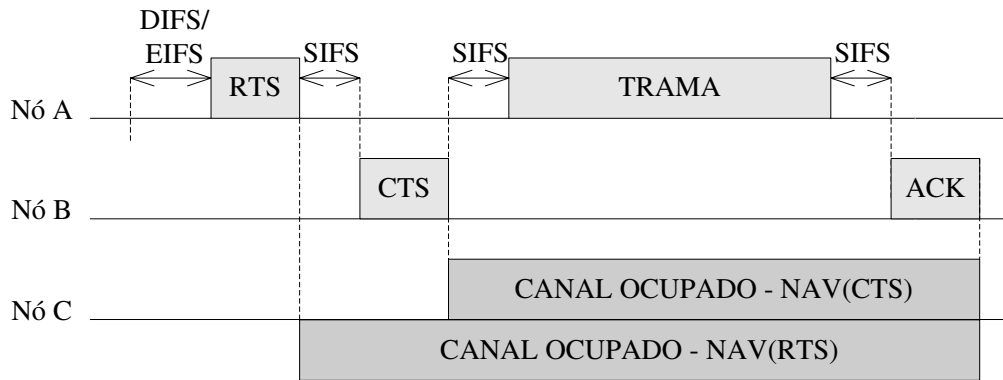 DIFS/
EIFS
SIFS
SIFS
SIFS
Nó A
RTS
TRAMA
Nó B
CTS
ACK
Nó C
CANAL OCUPADO - NAV(CTS)
CANAL OCUPADO - NAV(RTS)